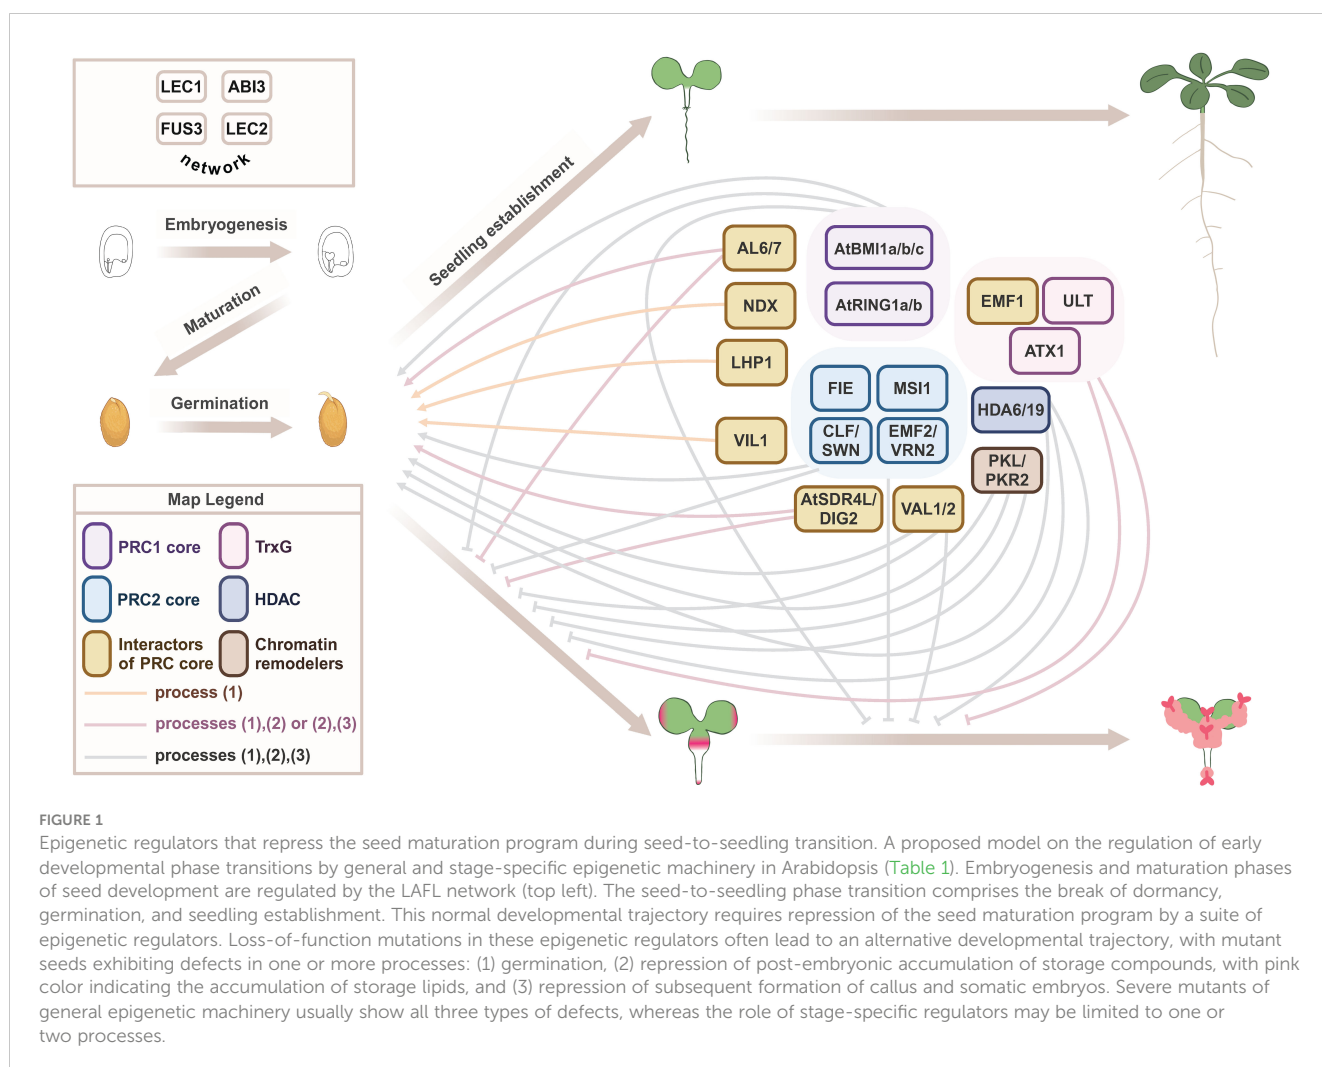 LEC1 ABI3
FUS3 LEC2
network
Embryogenesis
Maturation
Germination
Seedling establishment
AL6/7
NDX
LHP1
VIL1
AtBMI1a/b/c
AtRING1a/b
EMF1 ULT
ATX1
FIE MSI1
CLF/
SWN
EMF2/
VRN2
HDA6/19
PKL/
PKR2
AtSDR4L/
DIG2
VAL1/2
Map Legend
PRC1 core
TrxG
PRC2 core
HDAC
Interactors
of PRC core
Chromatin
remodelers
process (1)
processes (1),(2) or (2),(3)
processes (1),(2),(3)
FIGURE 1
Epigenetic regulators that repress the seed maturation program during seed-to-seedling transition. A proposed model on the regulation of early
developmental phase transitions by general and stage-specific epigenetic machinery in Arabidopsis (Table 1). Embryogenesis and maturation phases
of seed development are regulated by the LAFL network (top left). The seed-to-seedling phase transition comprises the break of dormancy,
germination, and seedling establishment. This normal developmental trajectory requires repression of the seed maturation program by a suite of
epigenetic regulators. Loss-of-function mutations in these epigenetic regulators often lead to an alternative developmental trajectory, with mutant
seeds exhibiting defects in one or more processes: (1) germination, (2) repression of post-embryonic accumulation of storage compounds, with pink
color indicating the accumulation of storage lipids, and (3) repression of subsequent formation of callus and somatic embryos. Severe mutants of
general epigenetic machinery usually show all three types of defects, whereas the role of stage-specific regulators may be limited to one or
two processes.